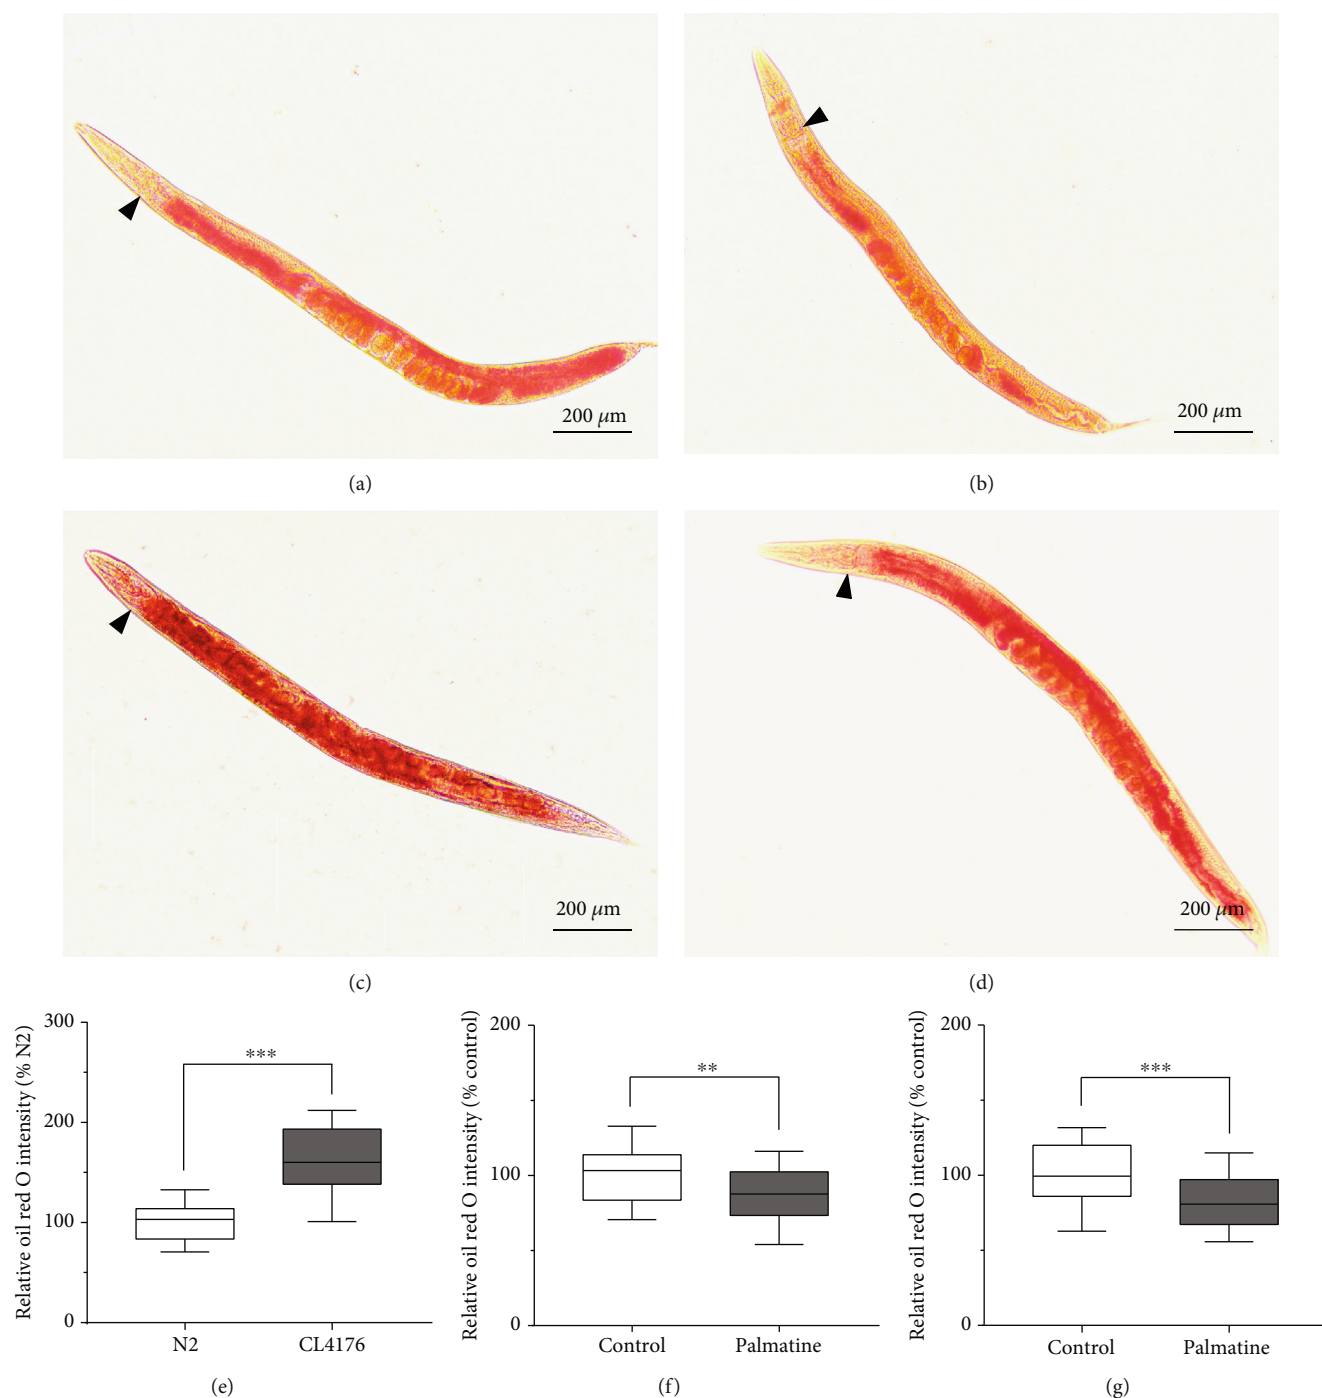 200 μm
200 μm
(a)
(b)
200 μm
200 μm
(c)
(d)
Relative oil red O intensity (% N2)
300
200
100
0
***
N2
CL4176
(e)
Relative oil red O intensity (% control)
200
100
0
**
Control
Palmatine
(f)
Relative oil red O intensity (% control)
200
100
0
***
Control
Palmatine
(g)